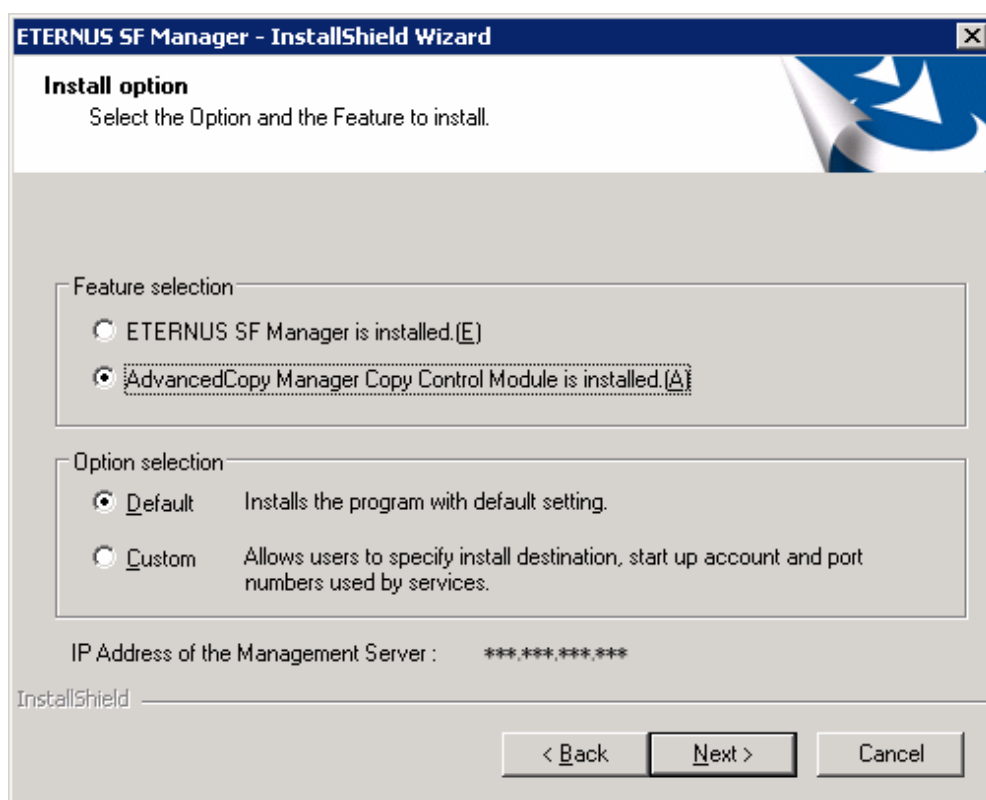 ETERNUS SF Manager - InstallShield Wizard
Install option
Select the Option and the Feature to install.
Feature selection
ETERNUS SF Manager is installed.(E)
AdvancedCopy Manager Copy Control Module is installed.(A)
Option selection
Default Installs the program with default setting.
Custom Allows users to specify install destination, start up account and port
numbers used by services.
IP Address of the Management Server : ***.***.***.***
InstallShield
< Back Next > Cancel